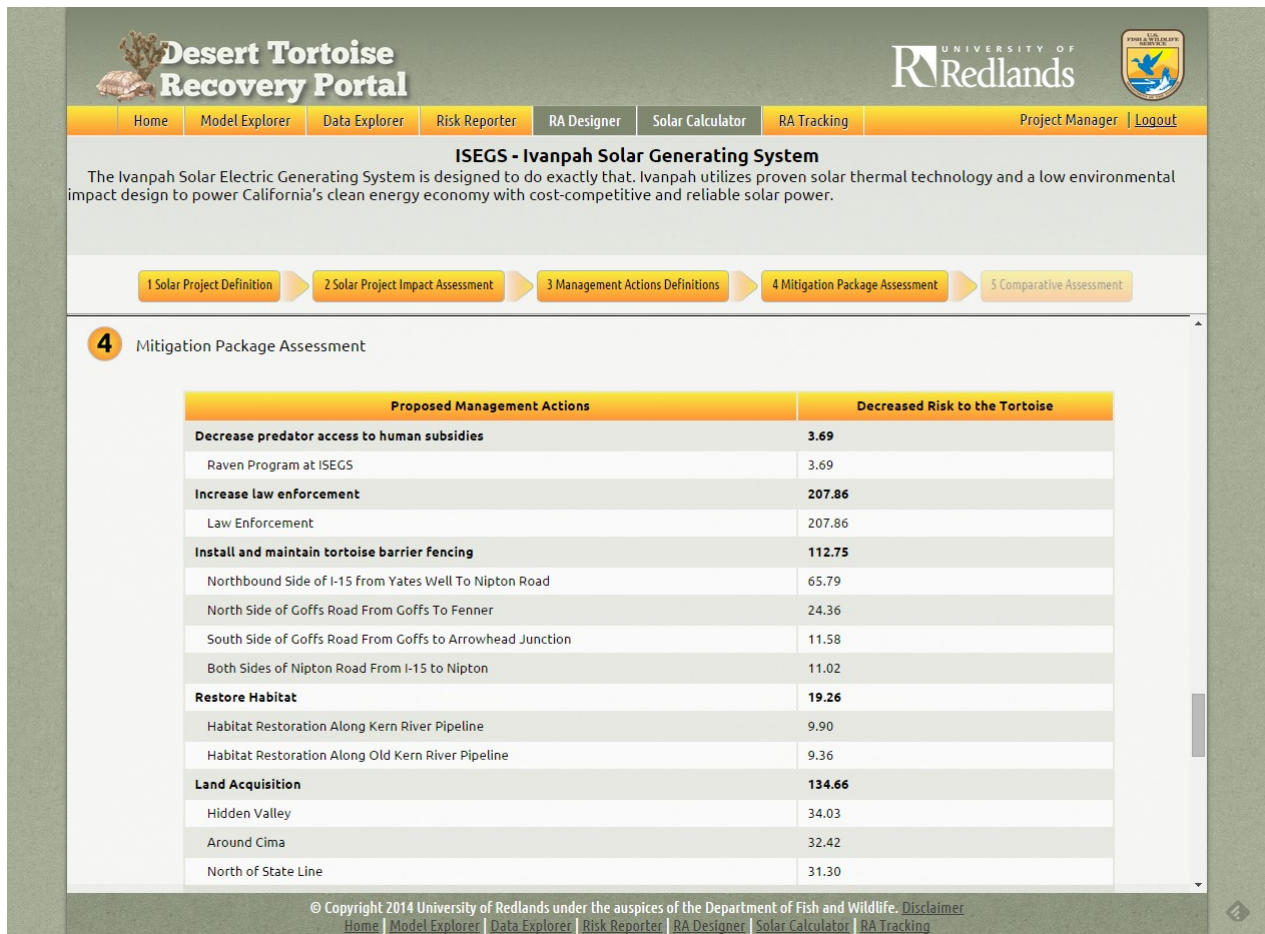 Desert Tortoise
Recovery Portal
UNIVERSITY OF
Redlands
U.S.
FISH & WILDLIFE
SERVICE
Home Model Explorer Data Explorer Risk Reporter RA Designer Solar Calculator RA Tracking Project Manager | Logout
ISEGS - Ivanpah Solar Generating System
The Ivanpah Solar Electric Generating System is designed to do exactly that. Ivanpah utilizes proven solar thermal technology and a low environmental
impact design to power California's clean energy economy with cost-competitive and reliable solar power.
1 Solar Project Definition 2 Solar Project Impact Assessment 3 Management Actions Definitions 4 Mitigation Package Assessment 5 Comparative Assessment
4 Mitigation Package Assessment
Proposed Management Actions Decreased Risk to the Tortoise
Decrease predator access to human subsidies 3.69
Raven Program at ISEGS 3.69
Increase law enforcement 207.86
Law Enforcement 207.86
Install and maintain tortoise barrier fencing 112.75
Northbound Side of I-15 from Yates Well To Nipton Road 65.79
North Side of Goffs Road From Goffs To Fenner 24.36
South Side of Goffs Road From Goffs to Arrowhead Junction 11.58
Both Sides of Nipton Road From I-15 to Nipton 11.02
Restore Habitat 19.26
Habitat Restoration Along Kern River Pipeline 9.90
Habitat Restoration Along Old Kern River Pipeline 9.36
Land Acquisition 134.66
Hidden Valley 34.03
Around Cima 32.42
North of State Line 31.30
© Copyright 2014 University of Redlands under the auspices of the Department of Fish and Wildlife. Disclaimer
Home | Model Explorer | Data Explorer | Risk Reporter | RA Designer | Solar Calculator | RA Tracking